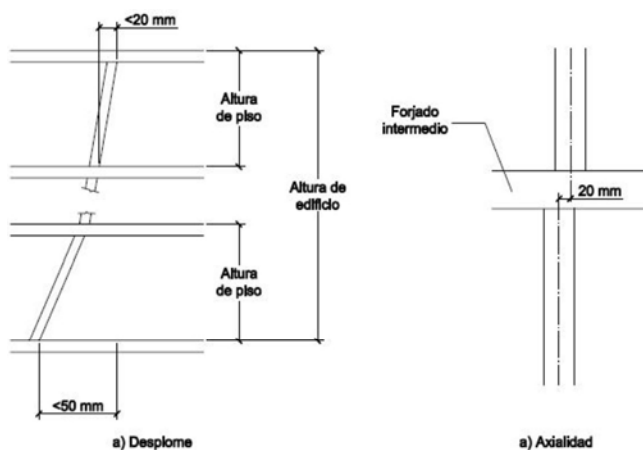 <20 mm
Altura
de piso
Altura de
edificio
Altura
de piso
<50 mm
a) Desplome
Forjado
intermedio
20 mm
a) Axialidad